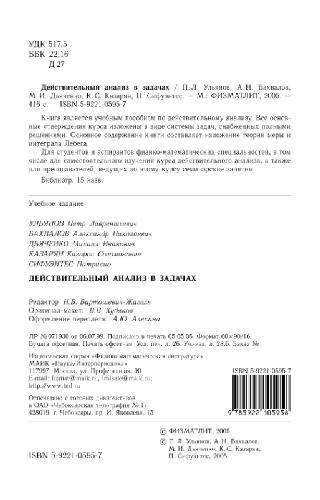 УДК 517.5
ББК 22.16
Д 27
Действительный анализ в задачах / П. Л. Ульянов, А. Н. Бахвалов,
М. И. Дьяченко, К. С. Казарян, П. Сифуэнтес. — М.: ФИЗМАТЛИТ, 2005. —
416 с. — ISBN 5-9221-0595-7
Книга является учебным пособием по действительному анализу. Все основ-
ные утверждения курса изложены в виде системы задач, снабженных полными
решениями. Основное содержание книги составляет изложение теории меры и
интеграла Лебега.
Для студентов и аспирантов физико-математических специальностей, в том
числе для самостоятельного изучения курса действительного анализа, а также
для преподавателей, ведущих по этому курсу семинарские занятия.
Библиогр. 15 назв.
Учебное издание
УЛЬЯНОВ Петр Лаврентьевич
БАХВАЛОВ Александр Николаевич
ДЬЯЧЕНКО Михаил Иванович
КАЗАРЯН Казарос Степанович
СИФУЭНТЕС Патрисио
ДЕЙСТВИТЕЛЬНЫЙ АНАЛИЗ В ЗАДАЧАХ
Редактор Н.Б. Бартошевич-Жагель
Оригинал-макет: В.В. Худяков
Оформление переплета: А.Ю. Алехина
ЛР № 071930 от 06.07.99. Подписано в печать 05.05.05. Формат 60×90/16.
Бумага офсетная. Печать офсетная. Усл. печ. л. 26. Уч.-изд. л. 28,6. Заказ №
Издательская фирма «Физико-математическая литература»
МАИК «Наука/Интерпериодика»
117997, Москва, ул. Профсоюзная, 90
E-mail: fizmat@maik.ru, fmlsale@maik.ru;
http://www.fml.ru
Отпечатано с готовых диапозитивов
в ОАО «Чебоксарская типография № 1»
428019, г. Чебоксары, пр. И. Яковлева, 15
ISBN 5-9221-0595-7
9 785922 105958
ISBN 5-9221-0595-7
© ФИЗМАТЛИТ, 2005
© П. Л. Ульянов, А. Н. Бахвалов,
М. И. Дьяченко, К. С. Казарян,
П. Сифуэнтес, 2005